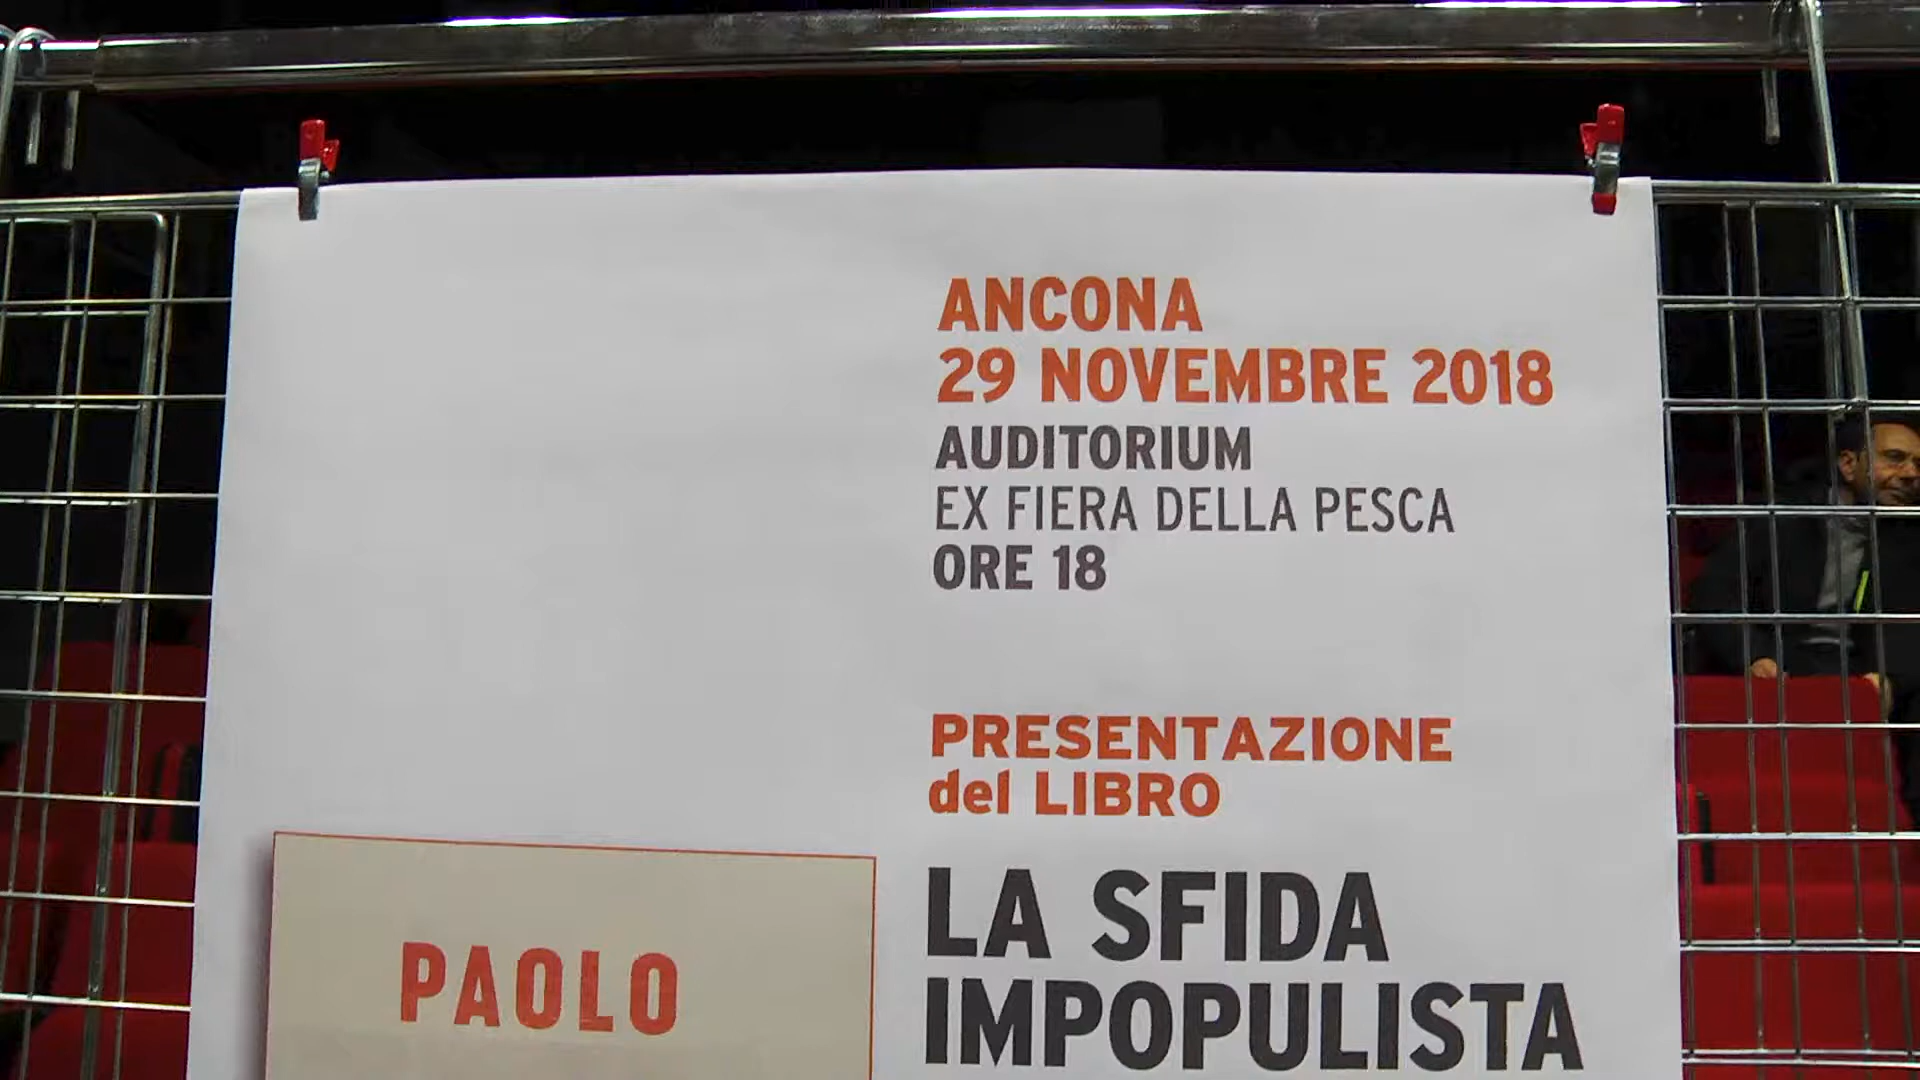 ANCONA
29 NOVEMBRE 2018
AUDITORIUM
EX FIERA DELLA PESCA
ORE 18
PRESENTAZIONE
del LIBRO
LA SFIDA
IMPOPULISTA
PAOLO